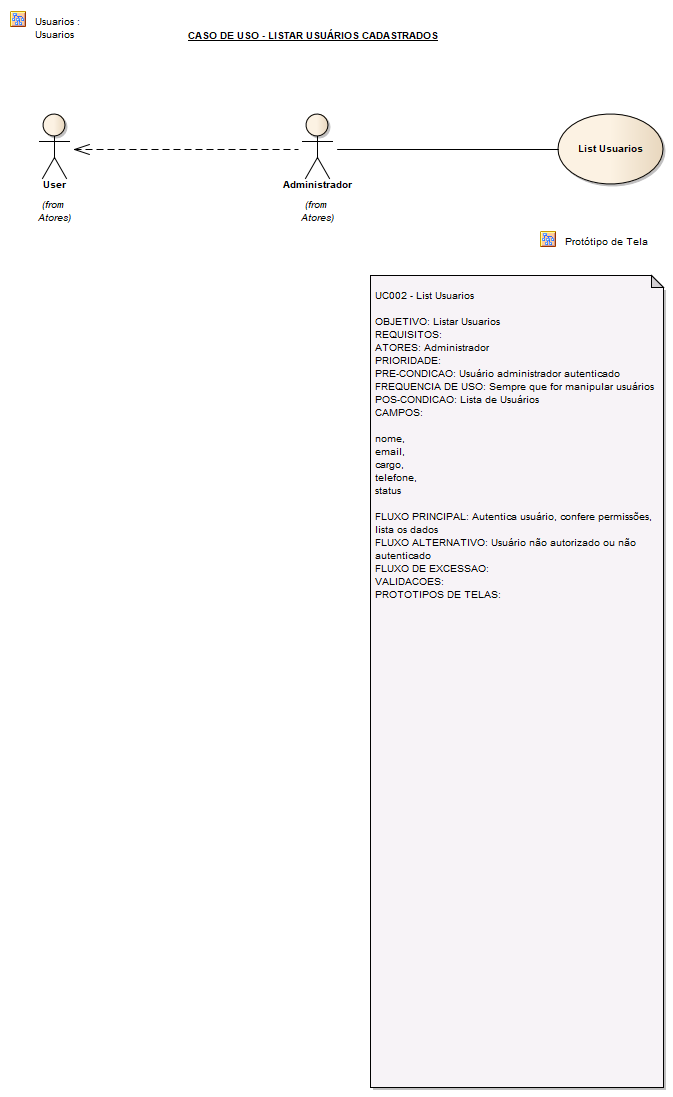 Usuarios :
Usuarios
CASO DE USO - LISTAR USUÁRIOS CADASTRADOS
User
(from
Atores)
Administrador
(from
Atores)
List Usuarios
Protótipo de Tela
UC002 - List Usuarios
OBJETIVO: Listar Usuarios
REQUISITOS:
ATORES: Administrador
PRIORIDADE:
PRE-CONDICAO: Usuário administrador autenticado
FREQUENCIA DE USO: Sempre que for manipular usuários
POS-CONDICAO: Lista de Usuários
CAMPOS:
nome,
email,
cargo,
telefone,
status
FLUXO PRINCIPAL: Autentica usuário, confere permissões,
lista os dados
FLUXO ALTERNATIVO: Usuário não autorizado ou não
autenticado
FLUXO DE EXCESSAO:
VALIDACOES:
PROTOTIPOS DE TELAS: